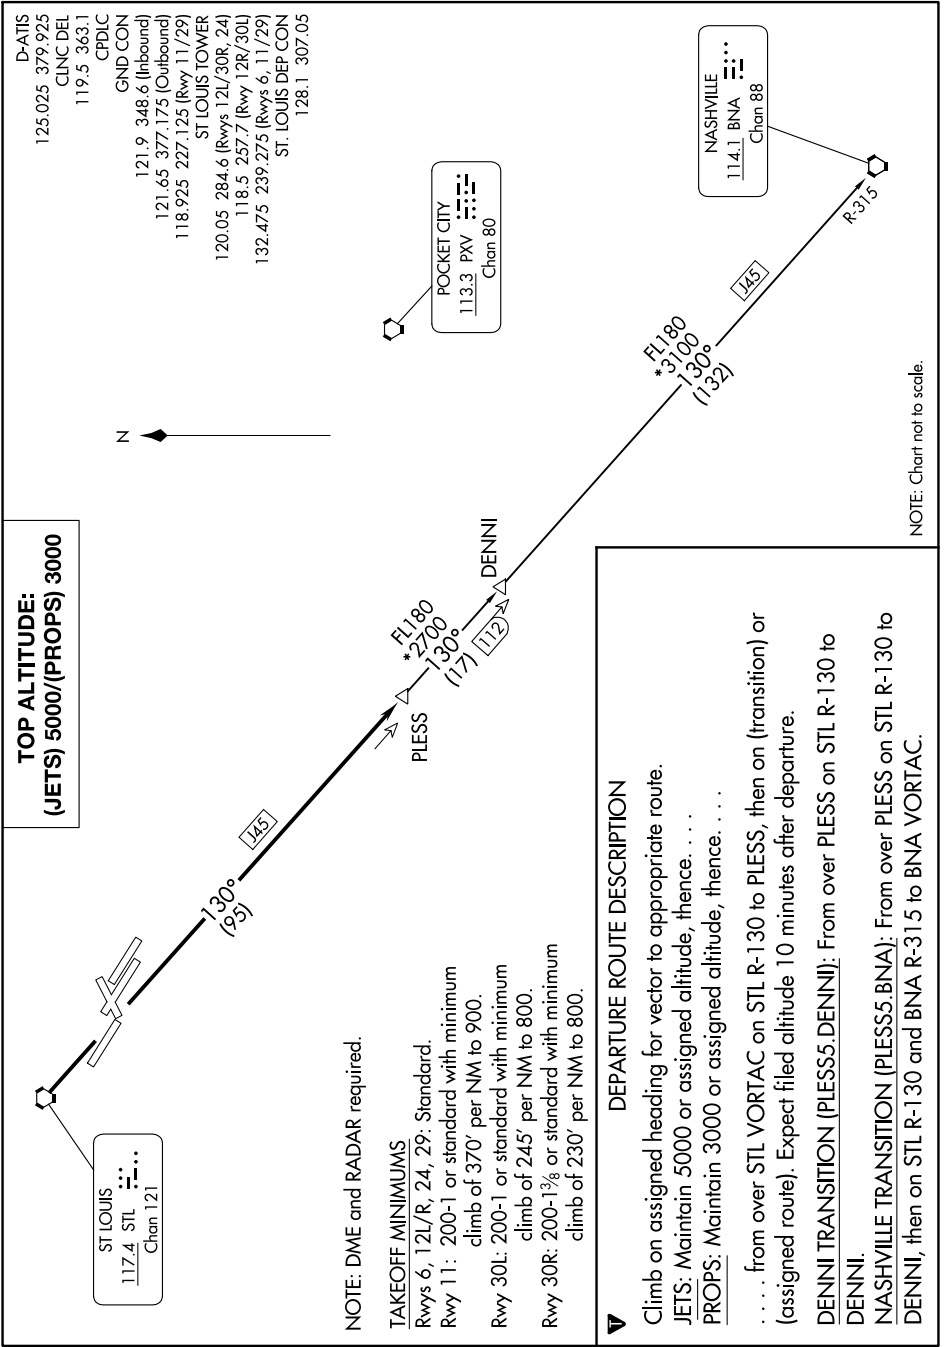 TOP ALTITUDE:
(JETS) 5000/(PROPS) 3000
D-ATIS
125.025 379.925
CLNC DEL
119.5 363.1
CPDLC
GND CON
121.9 348.6 (Inbound)
121.65 377.175 (Outbound)
118.925 227.125 (Rwy 11/29)
ST LOUIS TOWER
120.05 284.6 (Rwys 12L/30R, 24)
118.5 257.7 (Rwy 12R/30L)
132.475 239.275 (Rwys 6, 11/29)
ST. LOUIS DEP CON
128.1 307.05
ST LOUIS
117.4 STL
Chan 121
N
130°
(95)
J45
PLESS
FL180
*2700
130°
(17)
112
DENNI
POCKET CITY
113.3 PXV
Chan 80
FL180
*3100
130°
(132)
J45
NASHVILLE
114.1 BNA
Chan 88
R-315
NOTE: DME and RADAR required.
TAKEOFF MINIMUMS
Rwys 6, 12L/R, 24, 29: Standard.
Rwy 11: 200-1 or standard with minimum
climb of 370' per NM to 900.
Rwy 30L: 200-1 or standard with minimum
climb of 245' per NM to 800.
Rwy 30R: 200-1⅜ or standard with minimum
climb of 230' per NM to 800.
NOTE: Chart not to scale.
T
DEPARTURE ROUTE DESCRIPTION
Climb on assigned heading for vector to appropriate route.
JETS: Maintain 5000 or assigned altitude, thence. . . .
PROPS: Maintain 3000 or assigned altitude, thence. . . .
. . . . from over STL VORTAC on STL R-130 to PLESS, then on (transition) or
(assigned route). Expect filed altitude 10 minutes after departure.
DENNI TRANSITION (PLESS5.DENNI): From over PLESS on STL R-130 to
DENNI.
NASHVILLE TRANSITION (PLESS5.BNA): From over PLESS on STL R-130 to
DENNI, then on STL R-130 and BNA R-315 to BNA VORTAC.